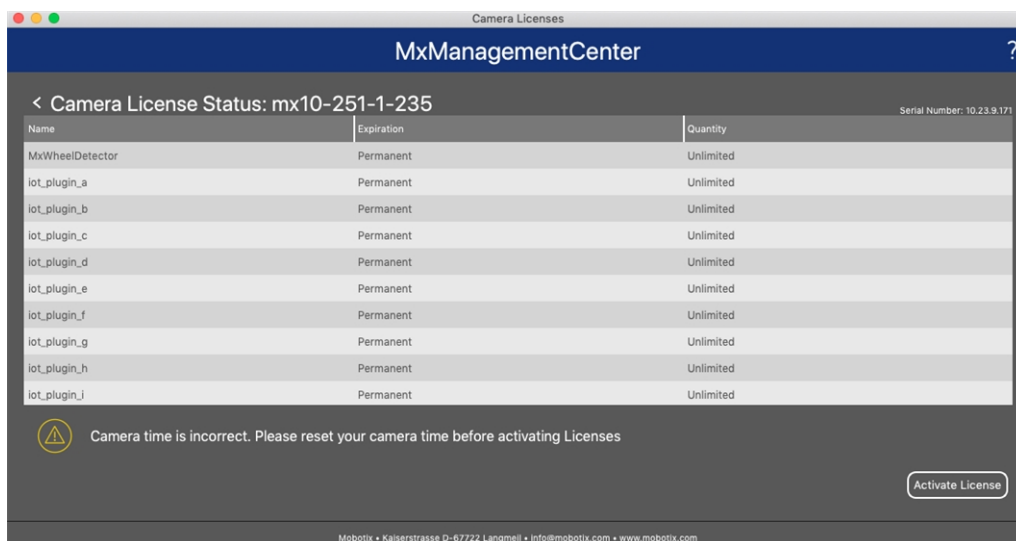 Camera Licenses
MxManagementCenter ?
< Camera License Status: mx10-251-1-235
Serial Number: 10.23.9.171
Name Expiration Quantity
MxWheelDetector Permanent Unlimited
iot_plugin_a Permanent Unlimited
iot_plugin_b Permanent Unlimited
iot_plugin_c Permanent Unlimited
iot_plugin_d Permanent Unlimited
iot_plugin_e Permanent Unlimited
iot_plugin_f Permanent Unlimited
iot_plugin_g Permanent Unlimited
iot_plugin_h Permanent Unlimited
iot_plugin_i Permanent Unlimited
Camera time is incorrect. Please reset your camera time before activating Licenses
Activate License
Mobotix • Kaiserstrasse D-67722 Langmeil • info@mobotix.com • www.mobotix.com